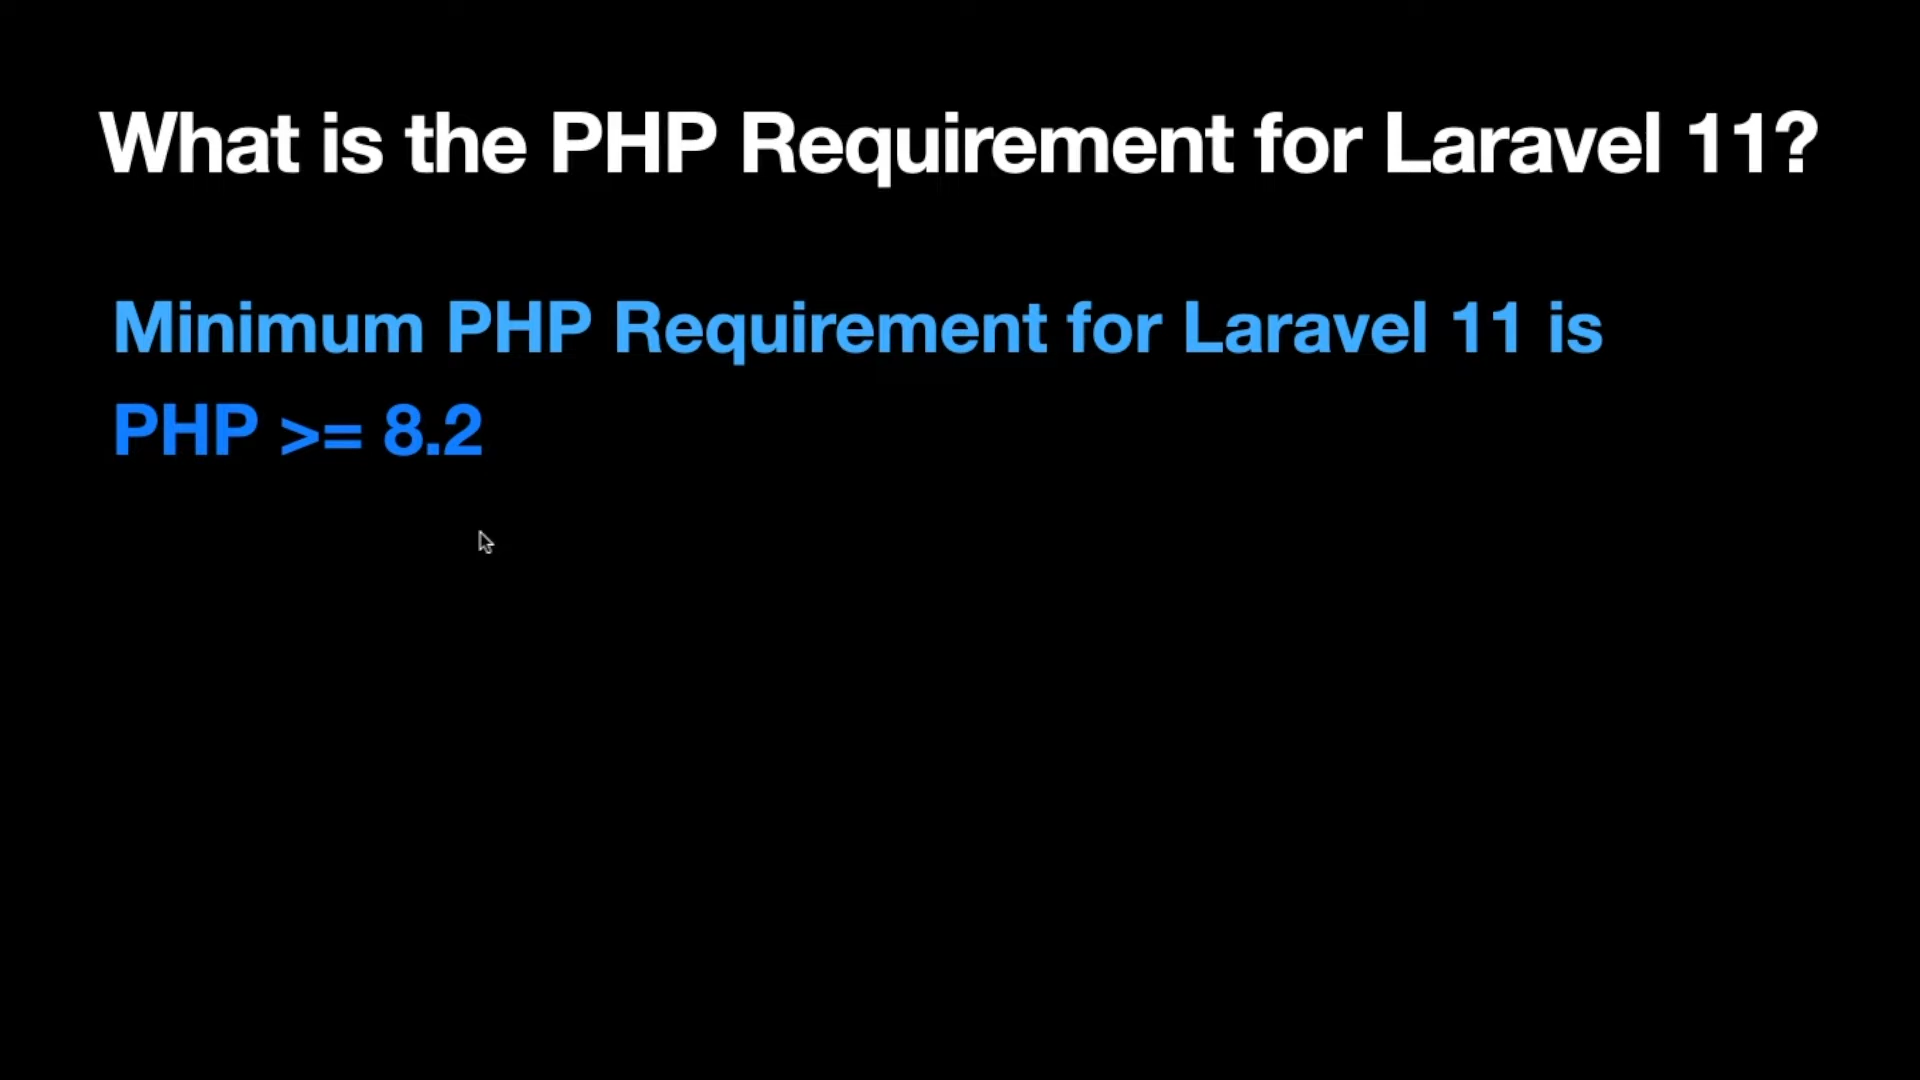 What is the PHP Requirement for Laravel 11?
Minimum PHP Requirement for Laravel 11 is
PHP >= 8.2